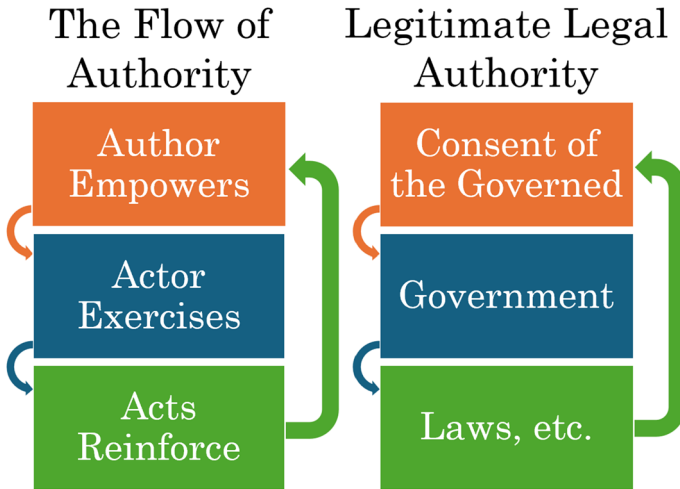 The Flow of
Authority
Author
Empowers
Actor
Exercises
Acts
Reinforce
Legitimate Legal
Authority
Consent of
the Governed
Government
Laws, etc.